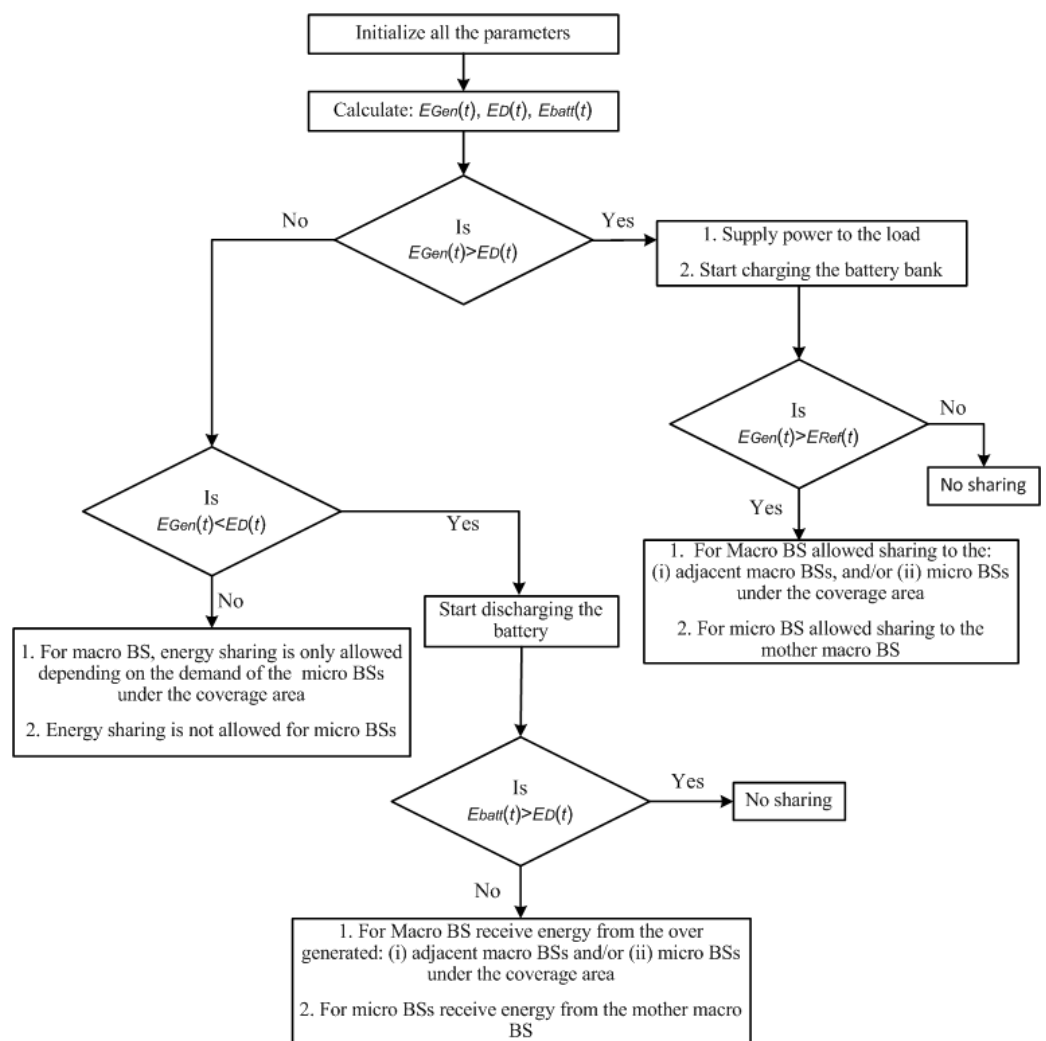 Initialize all the parameters
Calculate: EGen(t), ED(t), Ebatt(t)
No
Is
EGen(t)>ED(t)
Yes
1. Supply power to the load
2. Start charging the battery bank
Is
EGen(t)>ERef(t)
No
No sharing
Yes
1. For Macro BS allowed sharing to the:
(i) adjacent macro BSs, and/or (ii) micro BSs
under the coverage area
2. For micro BS allowed sharing to the
mother macro BS
Is
EGen(t)<ED(t)
Yes
No
1. For macro BS, energy sharing is only allowed
depending on the demand of the micro BSs
under the coverage area
2. Energy sharing is not allowed for micro BSs
Start discharging the
battery
Is
Ebatt(t)>ED(t)
Yes
No sharing
No
1. For Macro BS receive energy from the over
generated: (i) adjacent macro BSs and/or (ii) micro BSs
under the coverage area
2. For micro BSs receive energy from the mother macro
BS